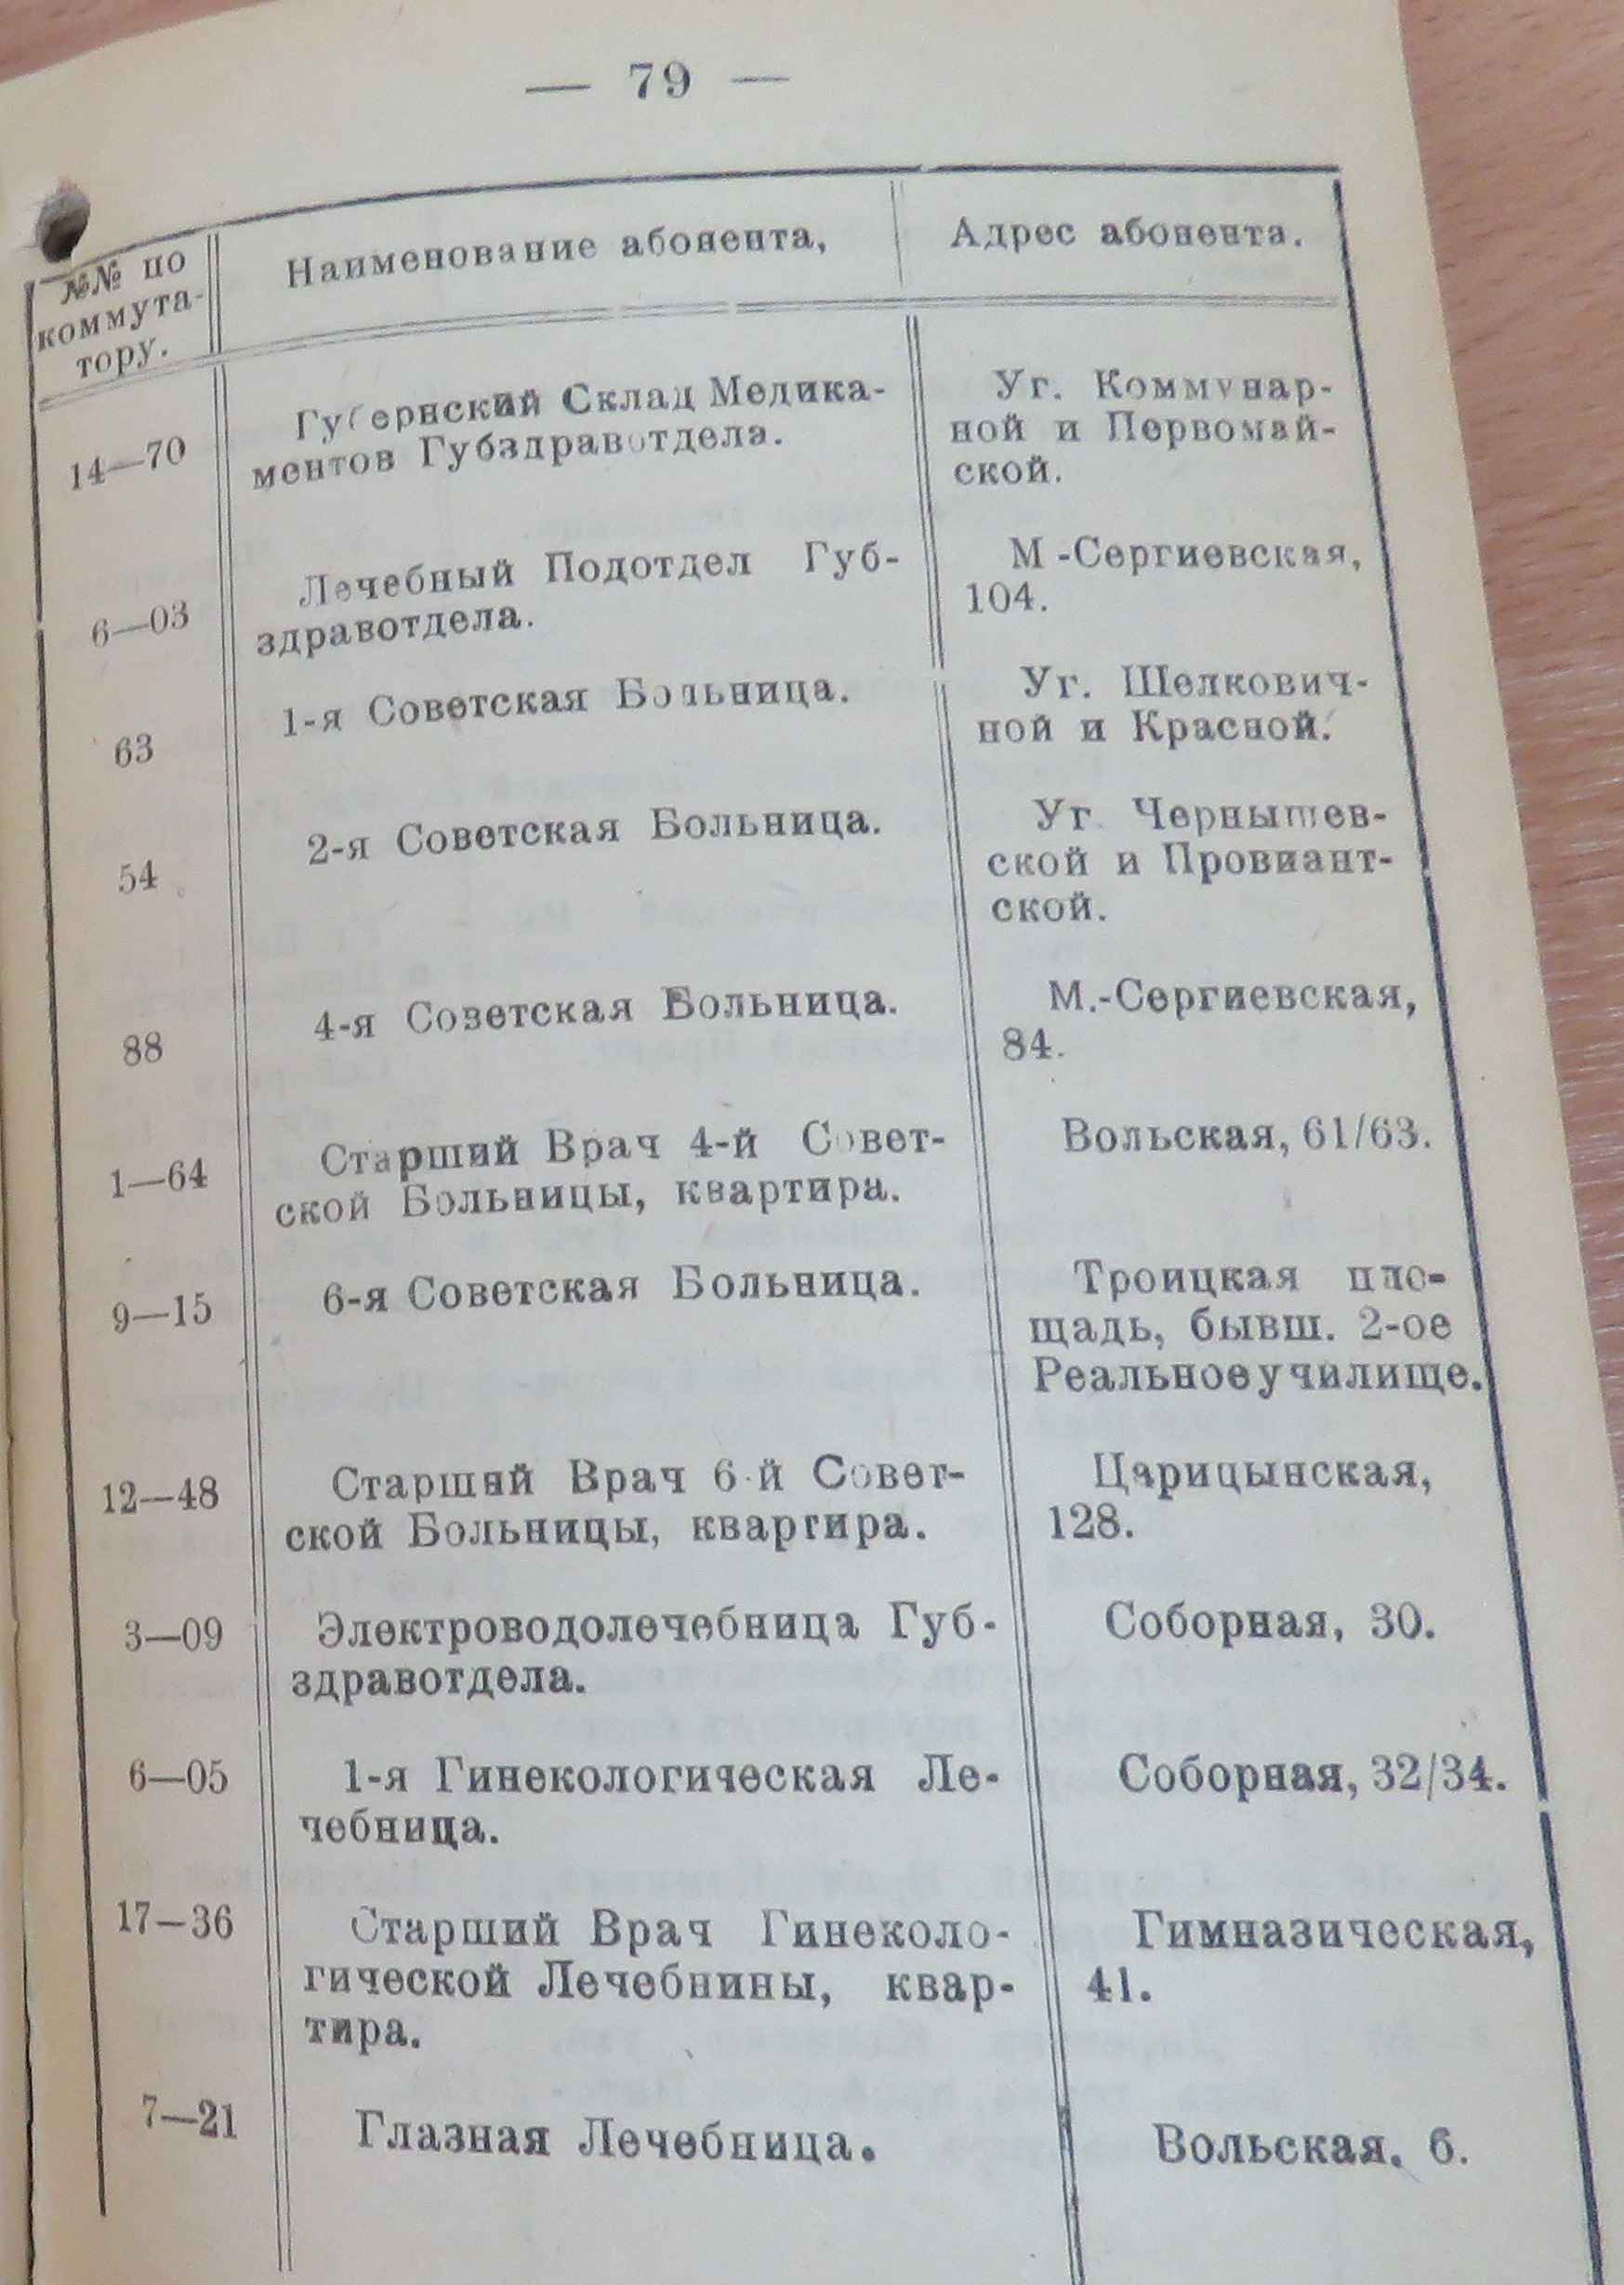 — 79 —
№№ по
коммута-
тору.
Наименование абонента,
Адрес абонента.
14—70
Губернский Склад Медика-
ментов Губздравотдела.
Уг. Коммунар-
ной и Первомай-
ской.
6—03
Лечебный Подотдел Губ-
здравотдела.
М -Сергиевская,
104.
63
1-я Советская Больница.
Уг. Шелкович-
ной и Красной.
54
2-я Советская Больница.
Уг. Чернышев-
ской и Провиант-
ской.
88
4-я Советская Больница.
М.-Сергиевская,
84.
1—64
Старший Врач 4-й Совет-
ской Больницы, квартира.
Вольская, 61/63.
9—15
6-я Советская Больница.
Троицкая пло-
щадь, бывш. 2-ое
Реальное училище.
12—48
Старший Врач 6-й Совет-
ской Больницы, квартира.
Царицынская,
128.
3—09
Электроводолечебница Губ-
здравотдела.
Соборная, 30.
6—05
1-я Гинекологическая Ле-
чебница.
Соборная, 32/34.
17—36
Старший Врач Гинеколо-
гической Лечебнины, квар-
тира.
Гимназическая,
41.
7—21
Глазная Лечебница.
Вольская, 6.